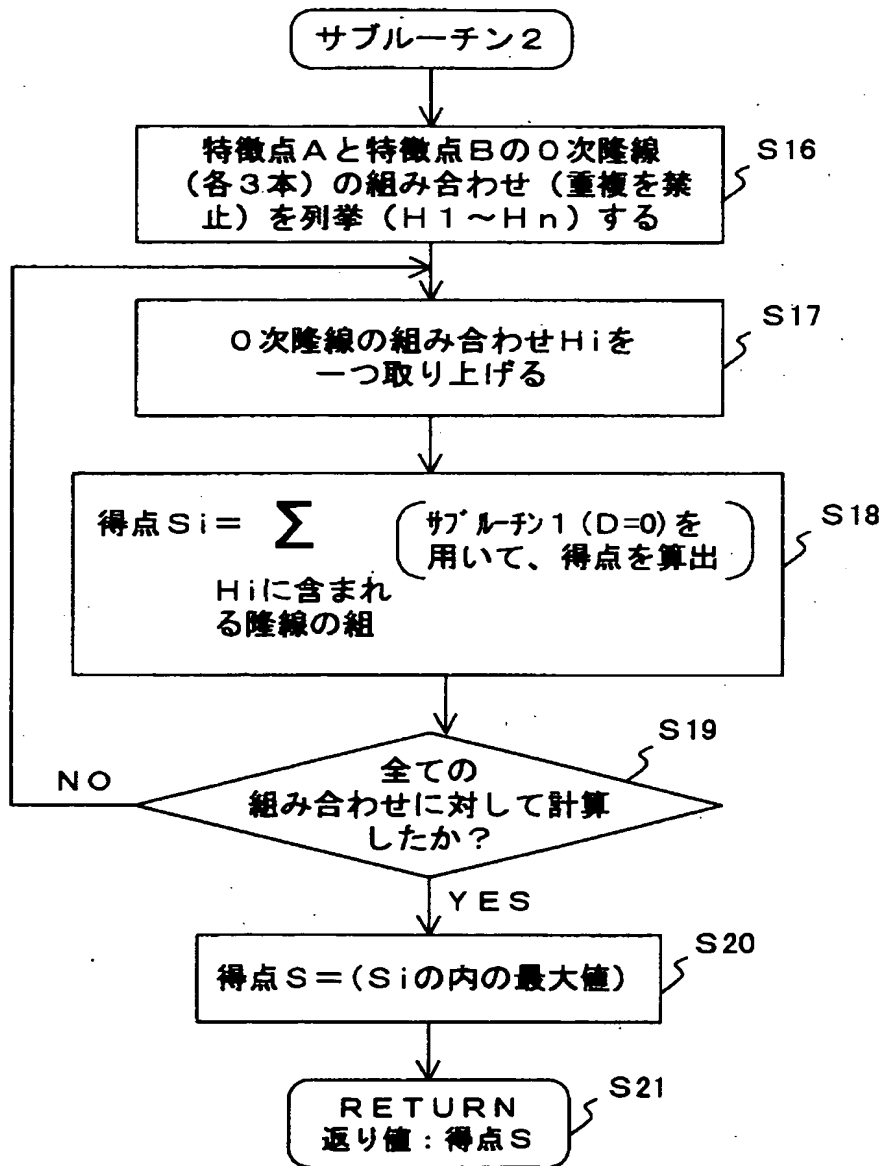 サブルーチン２
特徴点Ａと特徴点Ｂの０次隆線
（各３本）の組み合わせ（重複を禁
止）を列挙（Ｈ１～Ｈｎ）する
S16
０次隆線の組み合わせＨｉを
一つ取り上げる
S17
得点Ｓｉ＝ Σ
ｻﾌﾞﾙｰﾁﾝ1 (D=0)を
用いて、得点を算出
Ｈｉに含まれ
る隆線の組
S18
全ての
組み合わせに対して計算
したか？
S19
ＮＯ
ＹＥＳ
得点Ｓ＝(Ｓｉの内の最大値)
S20
ＲＥＴＵＲＮ
返り値：得点Ｓ
S21